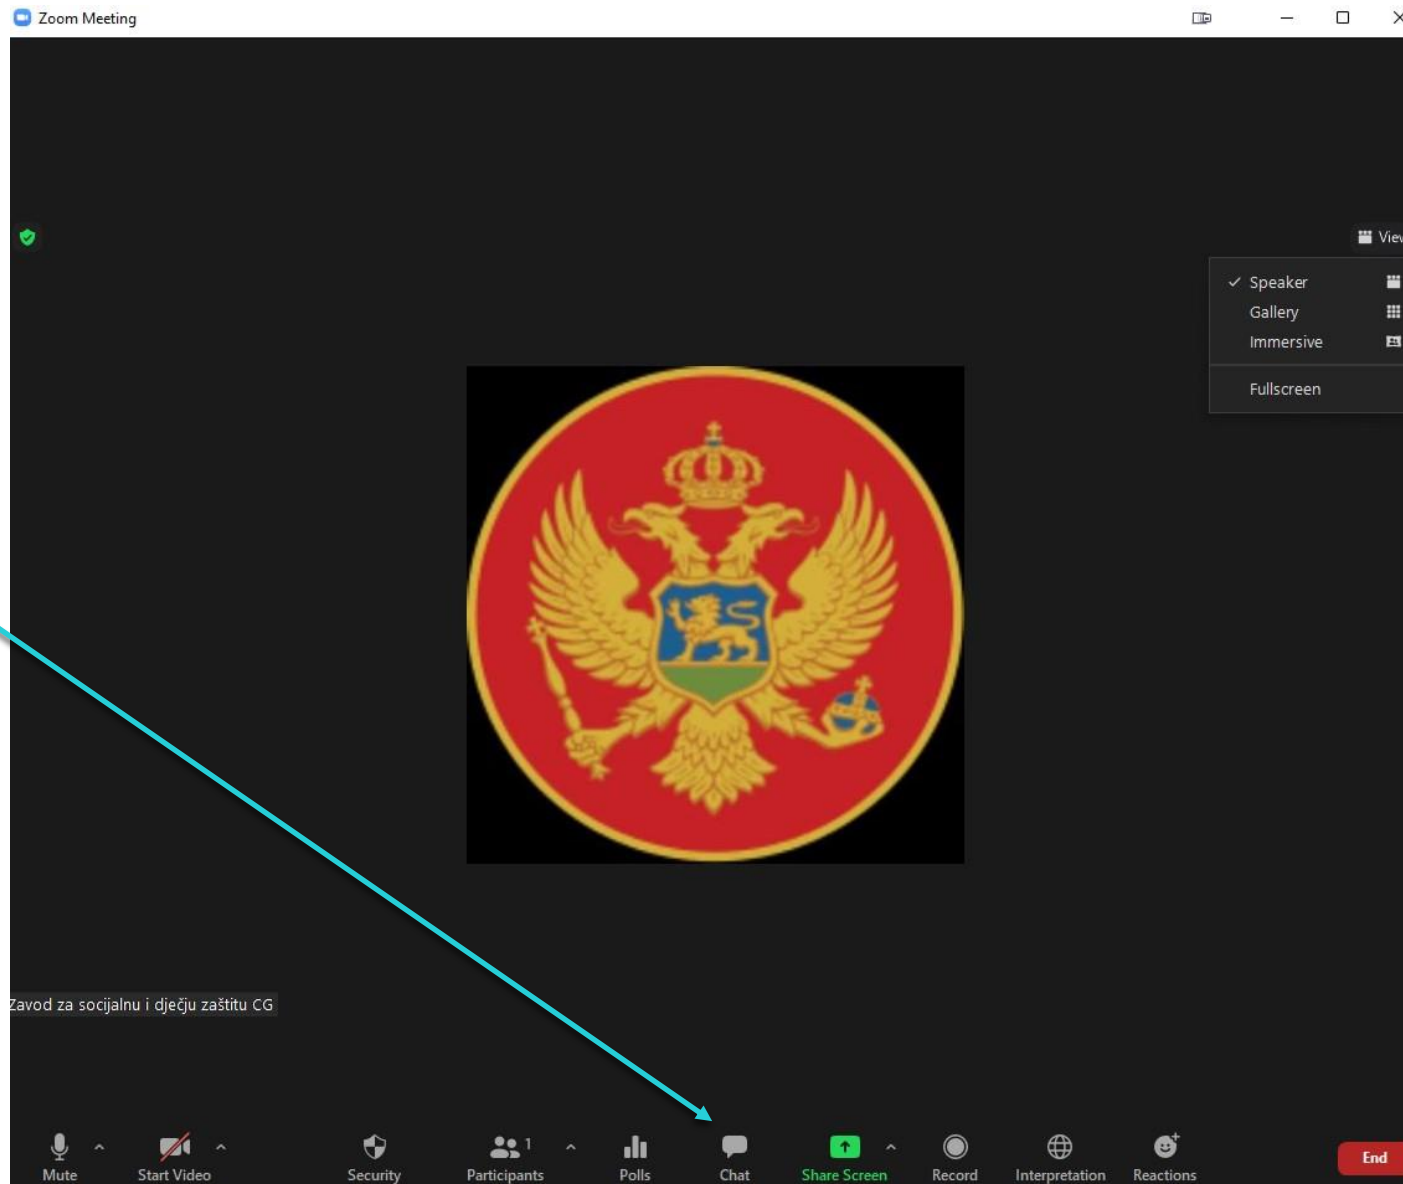 Zoom Meeting
View
Speaker
Gallery
Immersive
Fullscreen
Zavod za socijalnu i dječju zaštitu CG
1
Mute Start Video Security Participants Polls Chat Share Screen Record Interpretation Reactions End